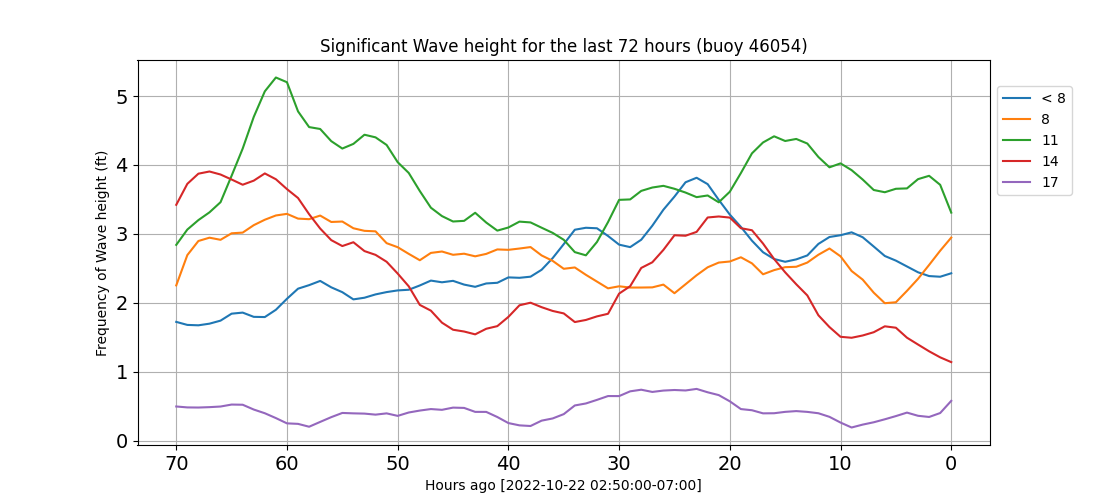 Significant Wave height for the last 72 hours (buoy 46054)
Frequency of Wave height (ft)
5
4
3
2
1
0
70 60 50 40 30 20 10 0
Hours ago [2022-10-22 02:50:00-07:00]
< 8
8
11
14
17